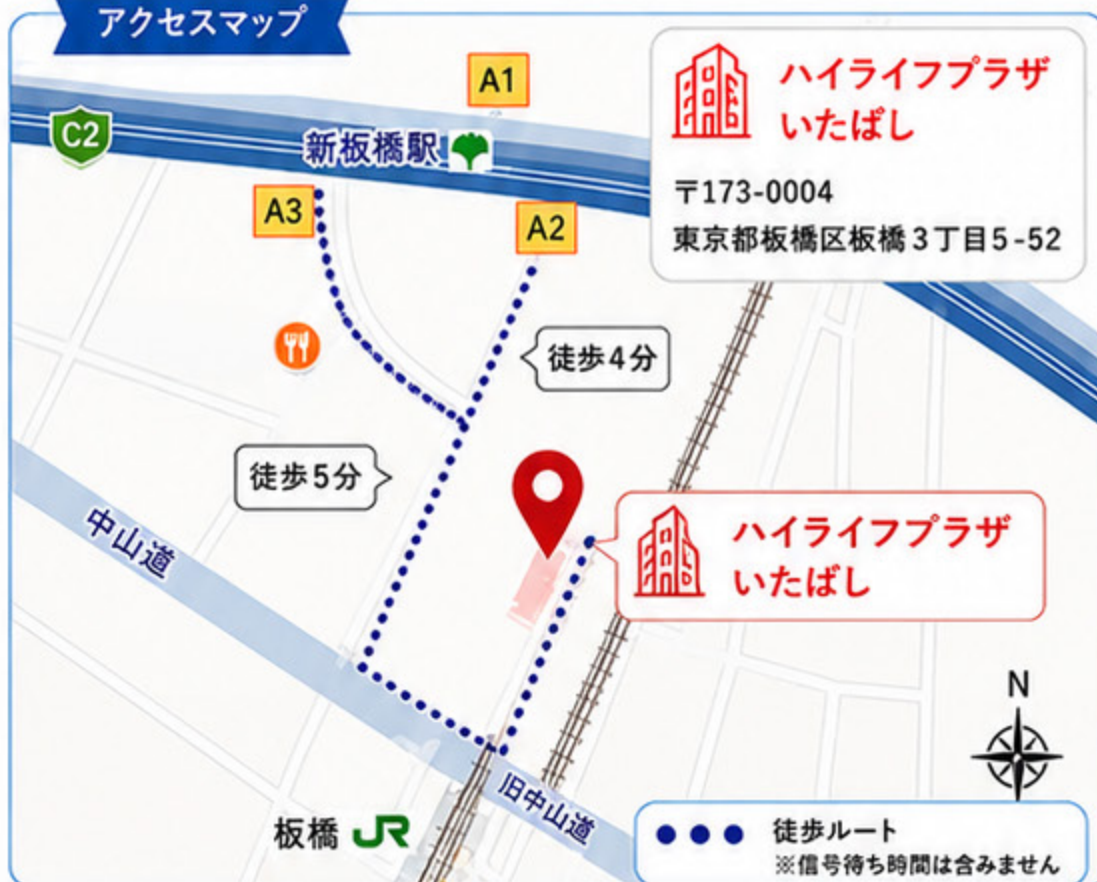 アクセスマップ
A1
ハイライフプラザ
いたばし
〒173-0004
東京都板橋区板橋3丁目5-52
C2
新板橋駅
A3
A2
徒歩4分
徒歩5分
中山道
ハイライフプラザ
いたばし
N
旧中山道
板橋 JR
徒歩ルート
※信号待ち時間は含みません